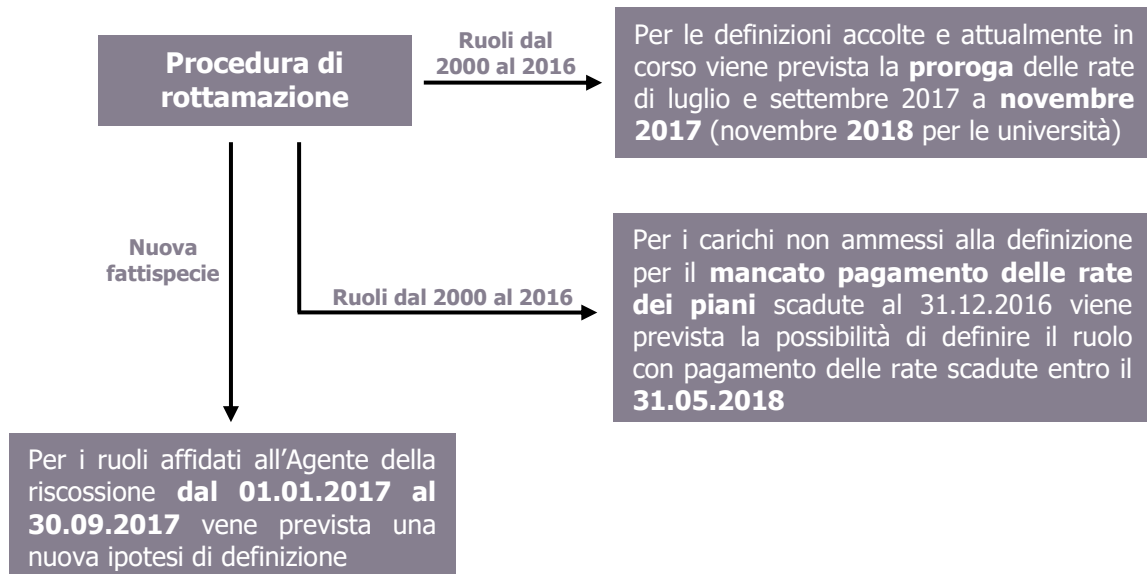 Procedura di
rottamazione
Ruoli dal
2000 al 2016
Per le definizioni accolte e attualmente in
corso viene prevista la proroga delle rate
di luglio e settembre 2017 a novembre
2017 (novembre 2018 per le università)
Nuova
fattispecie
Ruoli dal 2000 al 2016
Per i carichi non ammessi alla definizione
per il mancato pagamento delle rate
dei piani scadute al 31.12.2016 viene
prevista la possibilità di definire il ruolo
con pagamento delle rate scadute entro il
31.05.2018
Per i ruoli affidati all'Agente della
riscossione dal 01.01.2017 al
30.09.2017 vene prevista una
nuova ipotesi di definizione